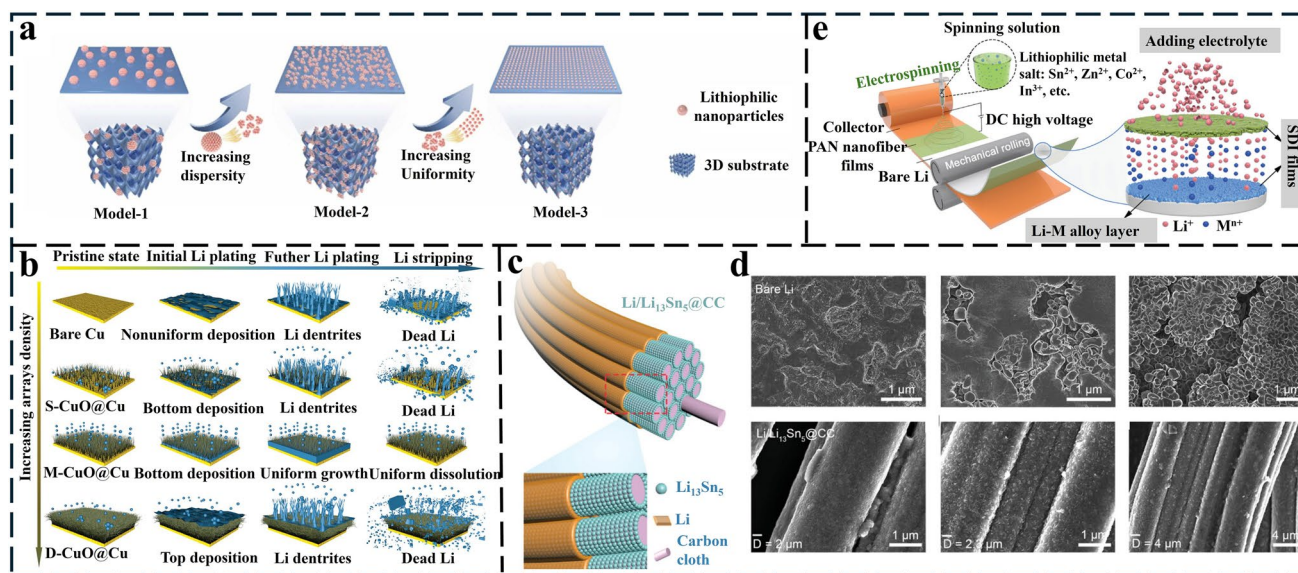 a
Increasing
dispersity
Increasing
Uniformity
Lithiophilic
nanoparticles
3D substrate
Model-1
Model-2
Model-3
e
Spinning solution
Electrospinning
Lithiophilic metal
salt: Sn²⁺, Zn²⁺, Co²⁺,
In³⁺, etc.
DC high voltage
Collector
PAN nanofiber
films
Mechanical rolling
Bare Li
Adding electrolyte
SDI films
Li-M alloy layer
Li⁺
Mⁿ⁺
b
Pristine state
Initial Li plating
Futher Li plating
Li stripping
Increasing arrays density
Bare Cu
Nonuniform deposition
Li dentrites
Dead Li
S-CuO@Cu
Bottom deposition
Li dentrites
Dead Li
M-CuO@Cu
Bottom deposition
Uniform growth
Uniform dissolution
D-CuO@Cu
Top deposition
Li dentrites
Dead Li
c
Li/Li₁₃Sn₅@CC
Li₁₃Sn₅
Li
Carbon
cloth
d
Bare Li
1 μm
1 μm
1 μm
Li/Li₁₃Sn₅@CC
D = 2 μm
1 μm
D = 2.3 μm
1 μm
D = 4 μm
4 μm